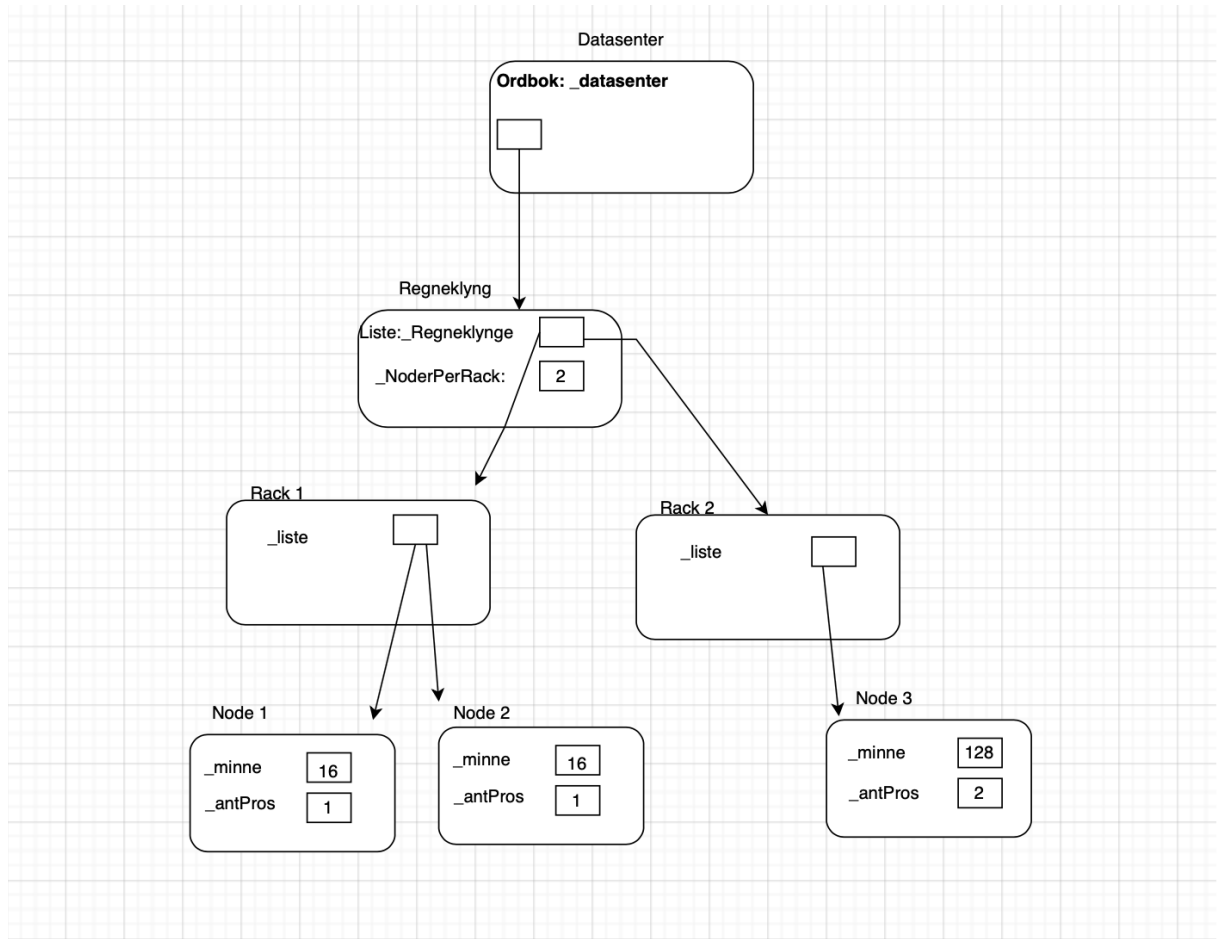 Datasenter
Ordbok: _datasenter
Regneklyng
Liste:_Regneklynge
_NoderPerRack: 2
Rack 1
_liste
Rack 2
_liste
Node 1
_minne 16
_antPros 1
Node 2
_minne 16
_antPros 1
Node 3
_minne 128
_antPros 2